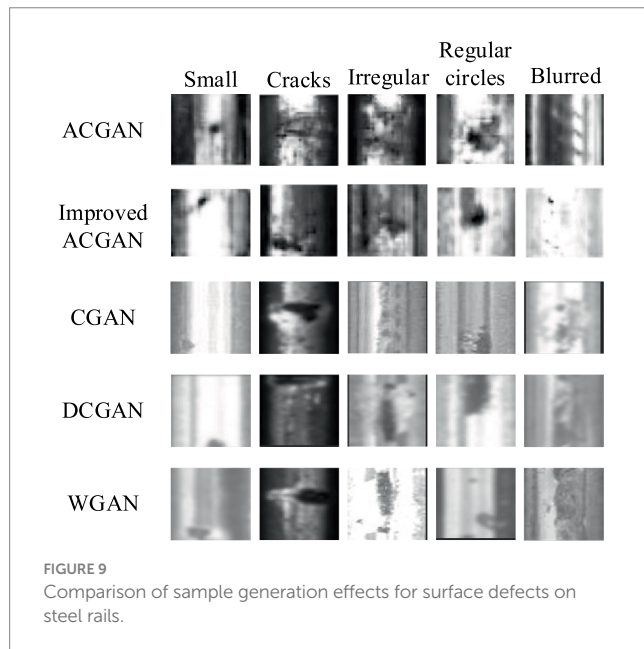 Small Cracks Irregular Regular circles Blurred
ACGAN
Improved ACGAN
CGAN
DCGAN
WGAN
FIGURE 9
Comparison of sample generation effects for surface defects on
steel rails.